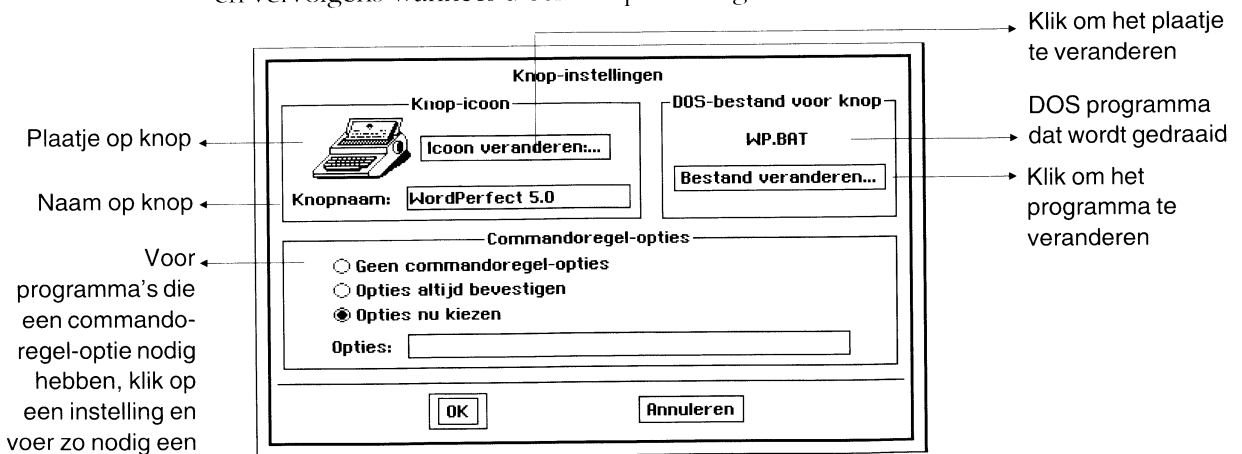 Klik om het plaatje
te veranderen
Knop-instellingen
Knop-icoon
DOS-bestand voor knop
Plaatje op knop
Icoon veranderen:...
WP.BAT
DOS programma
dat wordt gedraaid
Bestand veranderen...
Klik om het
programma te
veranderen
Naam op knop
Knopnaam: WordPerfect 5.0
Commandoregel-opties
Voor
programma's die
een commando-
regel-optie nodig
hebben, klik op
een instelling en
voer zo nodig een
Geen commandoregel-opties
Opties altijd bevestigen
Opties nu kiezen
Opties:
OK
Annuleren